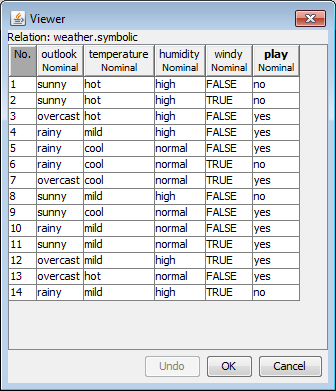 Viewer
Relation: weather.symbolic
No. outlook temperature humidity windy play
Nominal Nominal Nominal Nominal Nominal
1 sunny hot high FALSE no
2 sunny hot high TRUE no
3 overcast hot high FALSE yes
4 rainy mild high FALSE yes
5 rainy cool normal FALSE yes
6 rainy cool normal TRUE no
7 overcast cool normal TRUE yes
8 sunny mild high FALSE no
9 sunny cool normal FALSE yes
10 rainy mild normal FALSE yes
11 sunny mild normal TRUE yes
12 overcast mild high TRUE yes
13 overcast hot normal FALSE yes
14 rainy mild high TRUE no
Undo OK Cancel